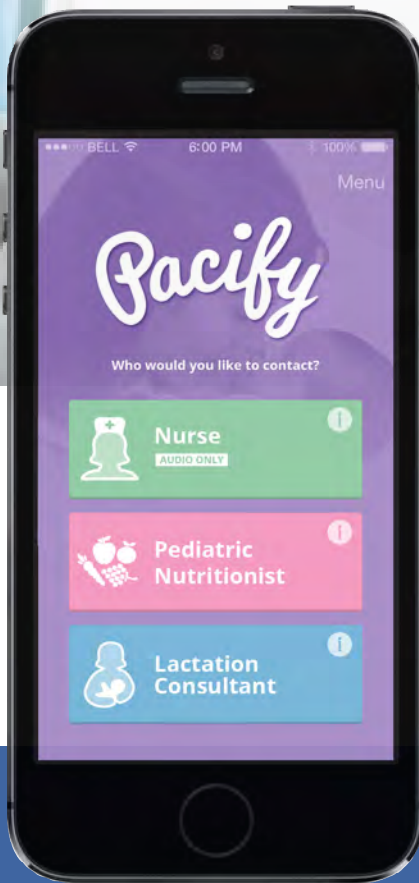 BELL 6:00 PM 100%
Menu
Pacify
Who would you like to contact?
Nurse
AUDIO ONLY
Pediatric
Nutritionist
Lactation
Consultant